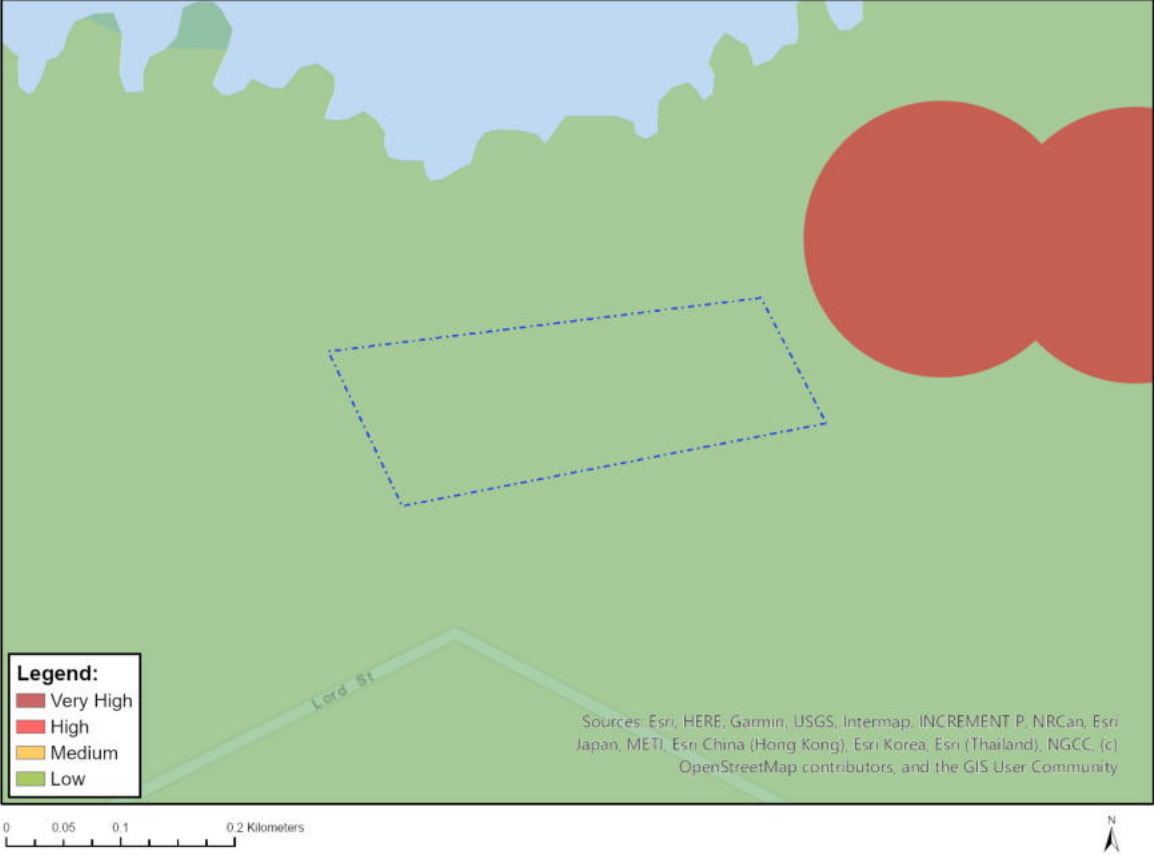 Lord St
Legend:
Very High
High
Medium
Low
Sources: Esri, HERE, Garmin, USGS, Intermap, INCREMENT P, NRCan, Esri
Japan, METI, Esri China (Hong Kong), Esri Korea, Esri (Thailand), NGCC, (c)
OpenStreetMap contributors, and the GIS User Community
0 0.05 0.1 0.2 Kilometers
N